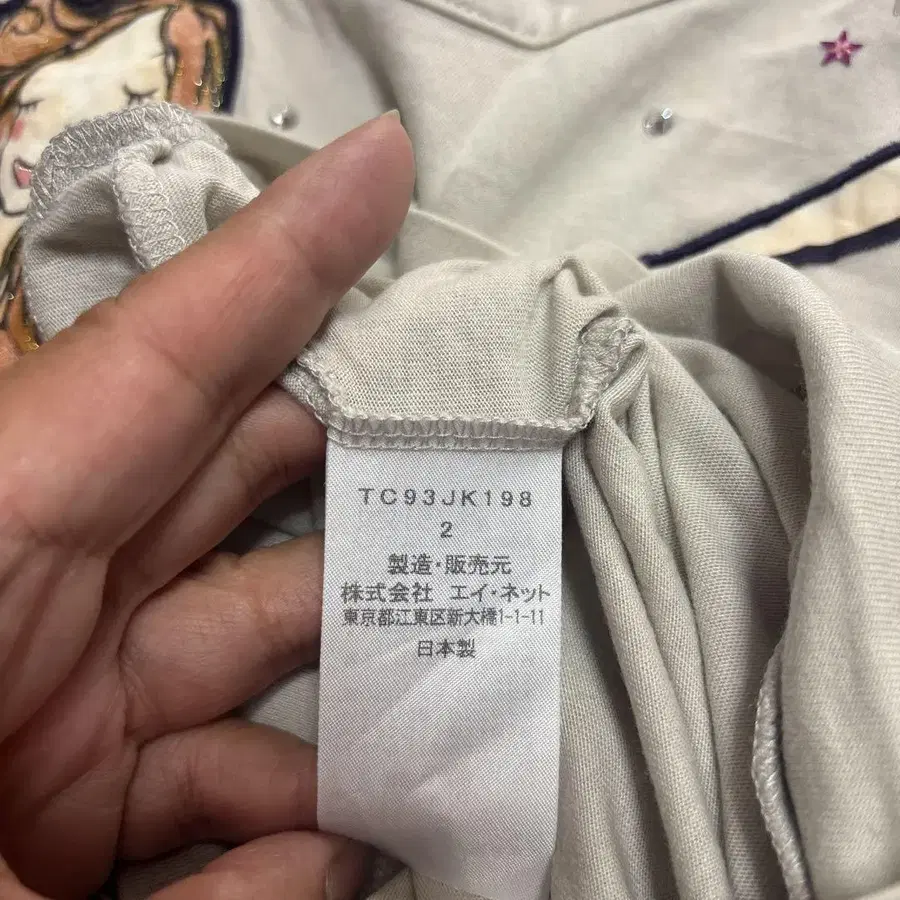 TC93JK198
2
製造・販売元
株式会社 エイ・ネット
東京都江東区新大橋1-1-11
日本製